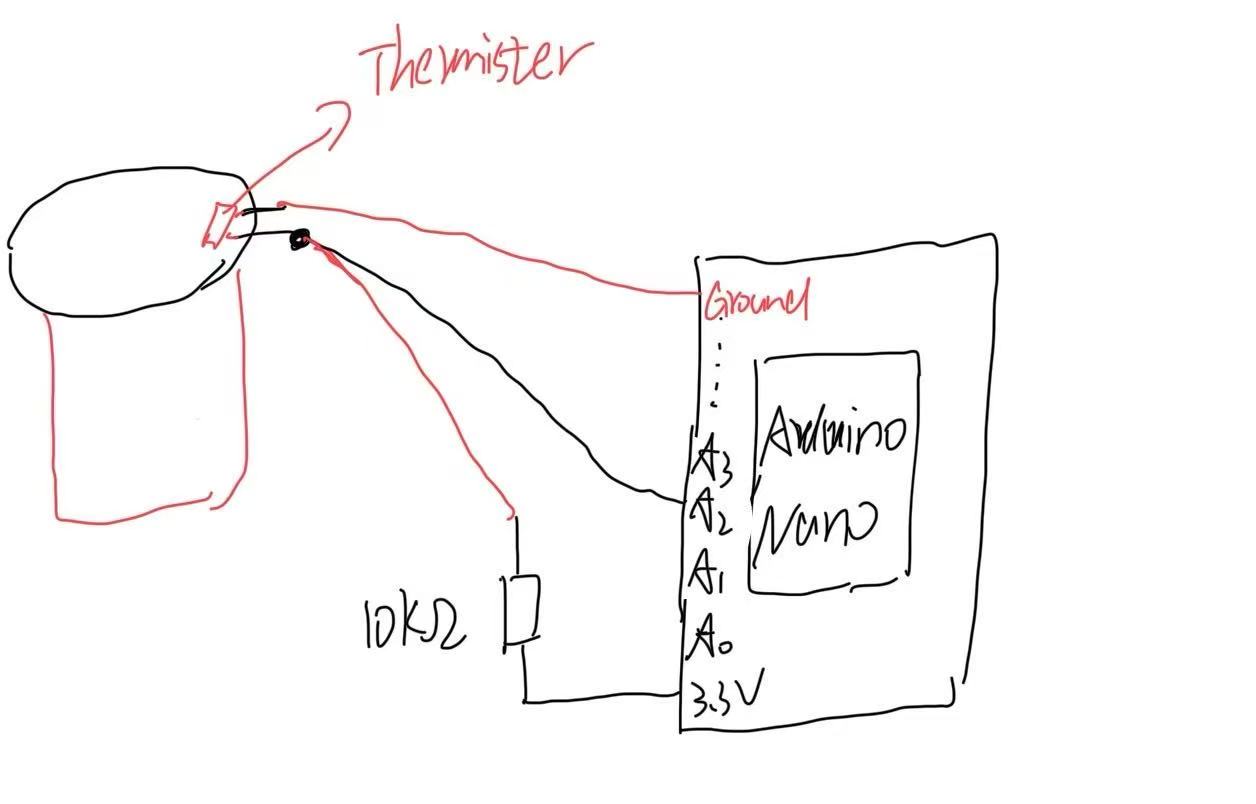 Thermister
Ground
A3
Arduino
A2
Nano
A1
10kΩ
A0
3.3V